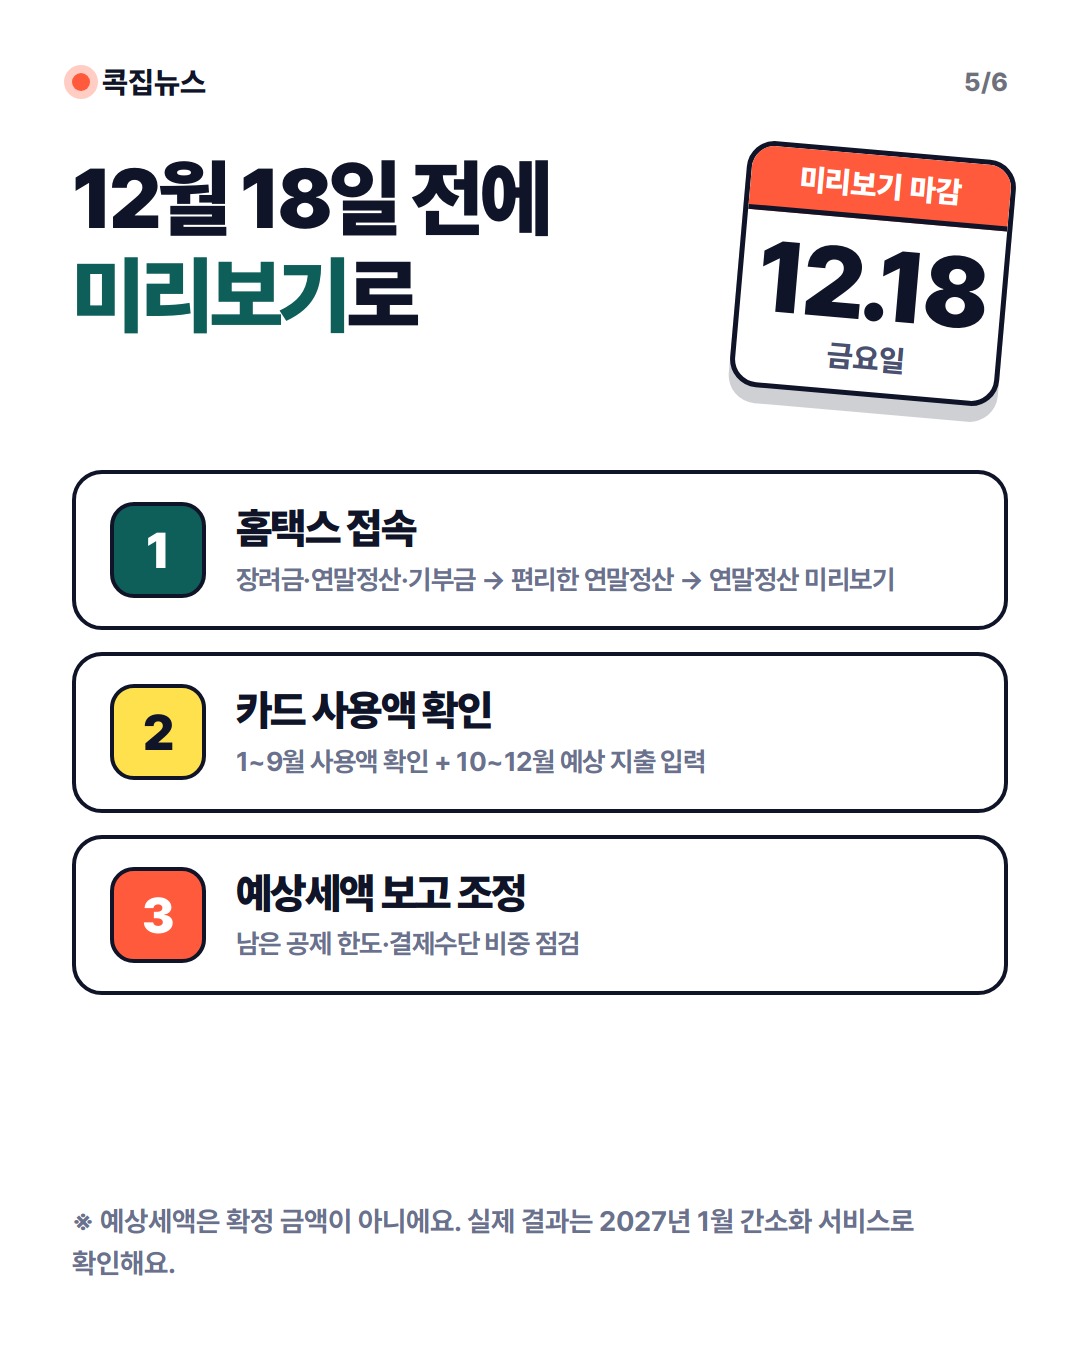 콕집뉴스
5/6
12월 18일 전에
미리보기로
미리보기 마감
12.18
금요일
1
홈택스 접속
장려금·연말정산·기부금 → 편리한 연말정산 → 연말정산 미리보기
2
카드 사용액 확인
1~9월 사용액 확인 + 10~12월 예상 지출 입력
3
예상세액 보고 조정
남은 공제 한도·결제수단 비중 점검
※ 예상세액은 확정 금액이 아니에요. 실제 결과는 2027년 1월 간소화 서비스로
확인해요.